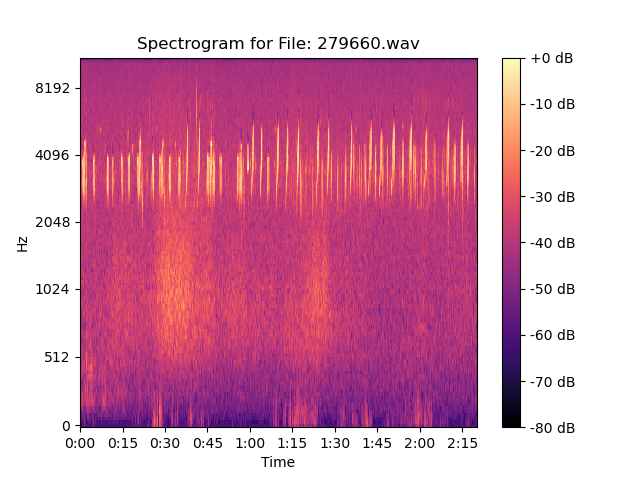 Spectrogram for File: 279660.wav
+0 dB
8192
-10 dB
4096
-20 dB
-30 dB
2048
Hz
-40 dB
1024
-50 dB
512
-60 dB
-70 dB
0
-80 dB
0:00 0:15 0:30 0:45 1:00 1:15 1:30 1:45 2:00 2:15
Time